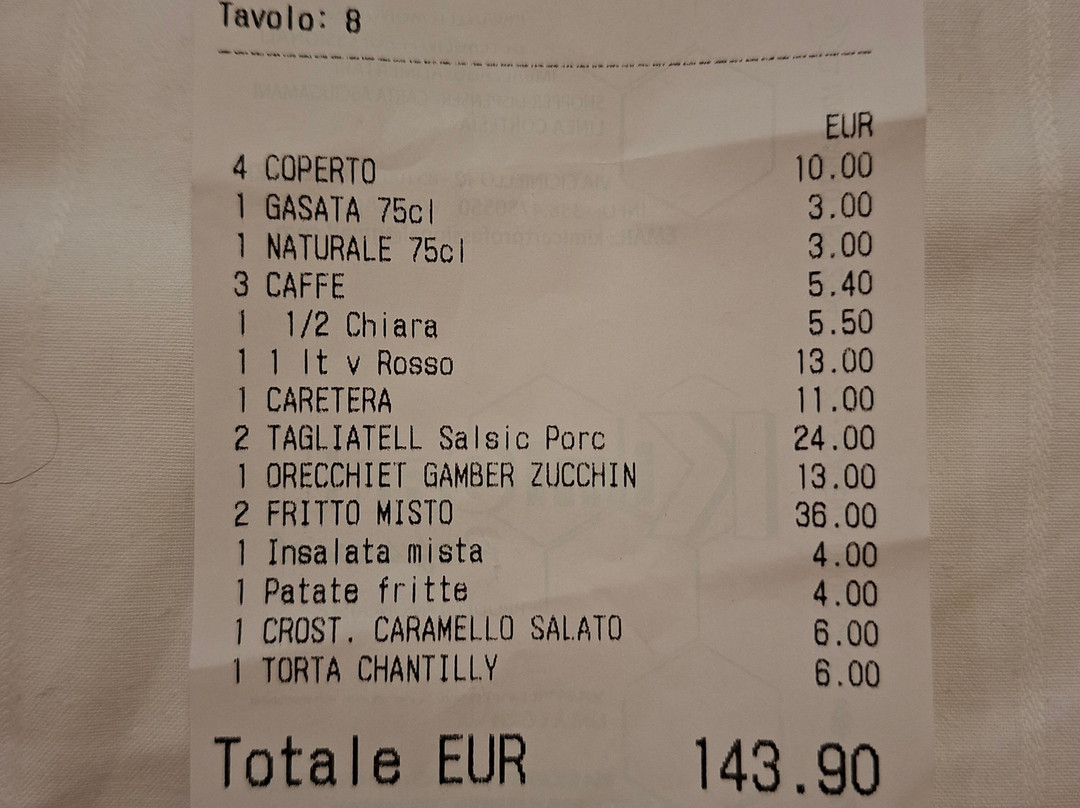 Tavolo: 8
EUR
4 COPERTO 10.00
1 GASATA 75cl 3.00
1 NATURALE 75cl 3.00
3 CAFFE 5.40
1 1/2 Chiara 5.50
1 1 lt v Rosso 13.00
1 CARETERA 11.00
2 TAGLIATELL Salsic Porc 24.00
1 ORECCHIET GAMBER ZUCCHIN 13.00
2 FRITTO MISTO 36.00
1 Insalata mista 4.00
1 Patate fritte 4.00
1 CROST. CARAMELLO SALATO 6.00
1 TORTA CHANTILLY 6.00
Totale EUR 143.90